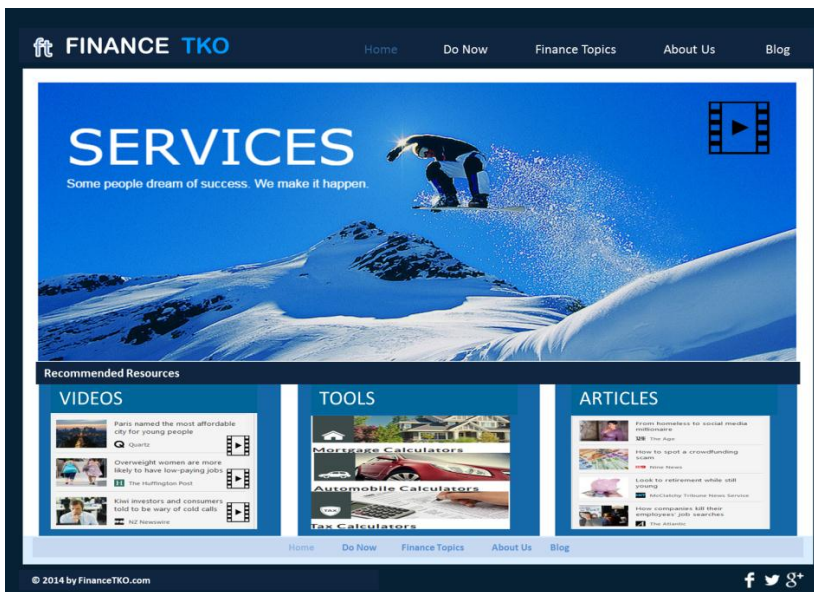 ft FINANCE TKO
Home Do Now Finance Topics About Us Blog
SERVICES
Some people dream of success. We make it happen.
Recommended Resources
VIDEOS
Paris named the most affordable
city for young people
Q Quartz
Overweight women are more
likely to have low-paying jobs
H The Huffington Post
Kiwi investors and consumers
told to be wary of cold calls
NZ Newswire
TOOLS
Mortgage Calculators
Automobile Calculators
TAX
Tax Calculators
ARTICLES
From homeless to social media
millionaire
The Age
How to spot a crowdfunding
scam
Nine News
Look to retirement while still
young
McClatchy Tribune News Service
How companies kill their
employees' job searches
A The Atlantic
Home Do Now Finance Topics About Us Blog
© 2014 by FinanceTKO.com
f 8+